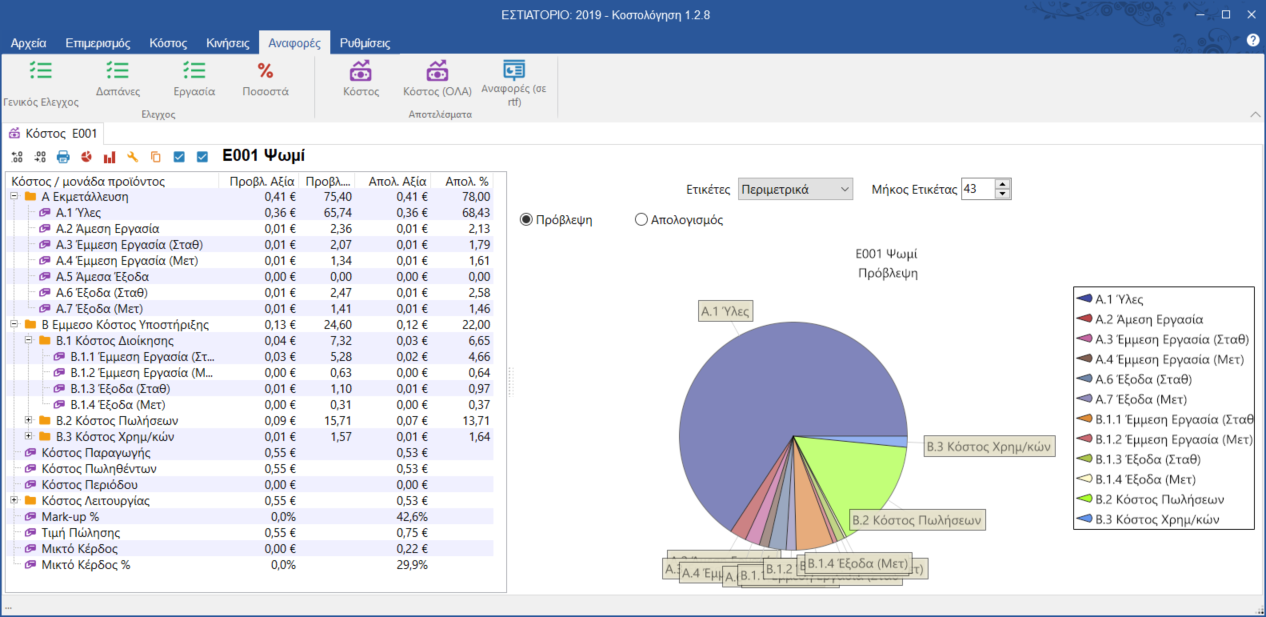 ΕΣΤΙΑΤΟΡΙΟ: 2019 - Κοστολόγηση 1.2.8
Αρχεία Επιμερισμός Κόστος Κινήσεις Αναφορές Ρυθμίσεις
Γενικός Ελεγχος Δαπάνες Εργασία Ποσοστά Κόστος Κόστος (ΟΛΑ) Αναφορές (σε rtf)
Ελεγχος Αποτελέσματα
Κόστος Ε001
Ε001 Ψωμί
Κόστος / μονάδα προϊόντος Προβλ. Αξία Προβλ.... Απολ. Αξία Απολ. %
Α Εκμετάλλευση 0,41 € 75,40 0,41 € 78,00
Α.1 Ύλες 0,36 € 65,74 0,36 € 68,43
Α.2 Άμεση Εργασία 0,01 € 2,36 0,01 € 2,13
Α.3 Έμμεση Εργασία (Σταθ) 0,01 € 2,07 0,01 € 1,79
Α.4 Έμμεση Εργασία (Μετ) 0,01 € 1,34 0,01 € 1,61
Α.5 Άμεσα Έξοδα 0,00 € 0,00 0,00 € 0,00
Α.6 Έξοδα (Σταθ) 0,01 € 2,47 0,01 € 2,58
Α.7 Έξοδα (Μετ) 0,01 € 1,41 0,01 € 1,46
Β Εμμεσο Κόστος Υποστήριξης 0,13 € 24,60 0,12 € 22,00
Β.1 Κόστος Διοίκησης 0,04 € 7,32 0,03 € 6,65
Β.1.1 Έμμεση Εργασία (Στ... 0,03 € 5,28 0,02 € 4,66
Β.1.2 Έμμεση Εργασία (Μ... 0,00 € 0,63 0,00 € 0,64
Β.1.3 Έξοδα (Σταθ) 0,01 € 1,10 0,01 € 0,97
Β.1.4 Έξοδα (Μετ) 0,00 € 0,31 0,00 € 0,37
Β.2 Κόστος Πωλήσεων 0,09 € 15,71 0,07 € 13,71
Β.3 Κόστος Χρημ/κών 0,01 € 1,57 0,01 € 1,64
Κόστος Παραγωγής 0,55 € 0,53 €
Κόστος Πωληθέντων 0,55 € 0,53 €
Κόστος Περιόδου 0,00 € 0,00 €
Κόστος Λειτουργίας 0,55 € 0,53 €
Mark-up % 0,0% 42,6%
Τιμή Πώλησης 0,55 € 0,75 €
Μικτό Κέρδος 0,00 € 0,22 €
Μικτό Κέρδος % 0,0% 29,9%
Ετικέτες Περιμετρικά Μήκος Ετικέτας 43
Πρόβλεψη Απολογισμός
Ε001 Ψωμί
Πρόβλεψη
Α.1 Ύλες
Β.3 Κόστος Χρημ/κών
Β.2 Κόστος Πωλήσεων
Β.1.4 Έξοδα (Μετ)
Α.4 Β.1.2
Α.1 Ύλες
Α.2 Άμεση Εργασία
Α.3 Έμμεση Εργασία (Σταθ)
Α.4 Έμμεση Εργασία (Μετ)
Α.6 Έξοδα (Σταθ)
Α.7 Έξοδα (Μετ)
Β.1.1 Έμμεση Εργασία (Σταθ
Β.1.2 Έμμεση Εργασία (Μετ)
Β.1.3 Έξοδα (Σταθ)
Β.1.4 Έξοδα (Μετ)
Β.2 Κόστος Πωλήσεων
Β.3 Κόστος Χρημ/κών
...